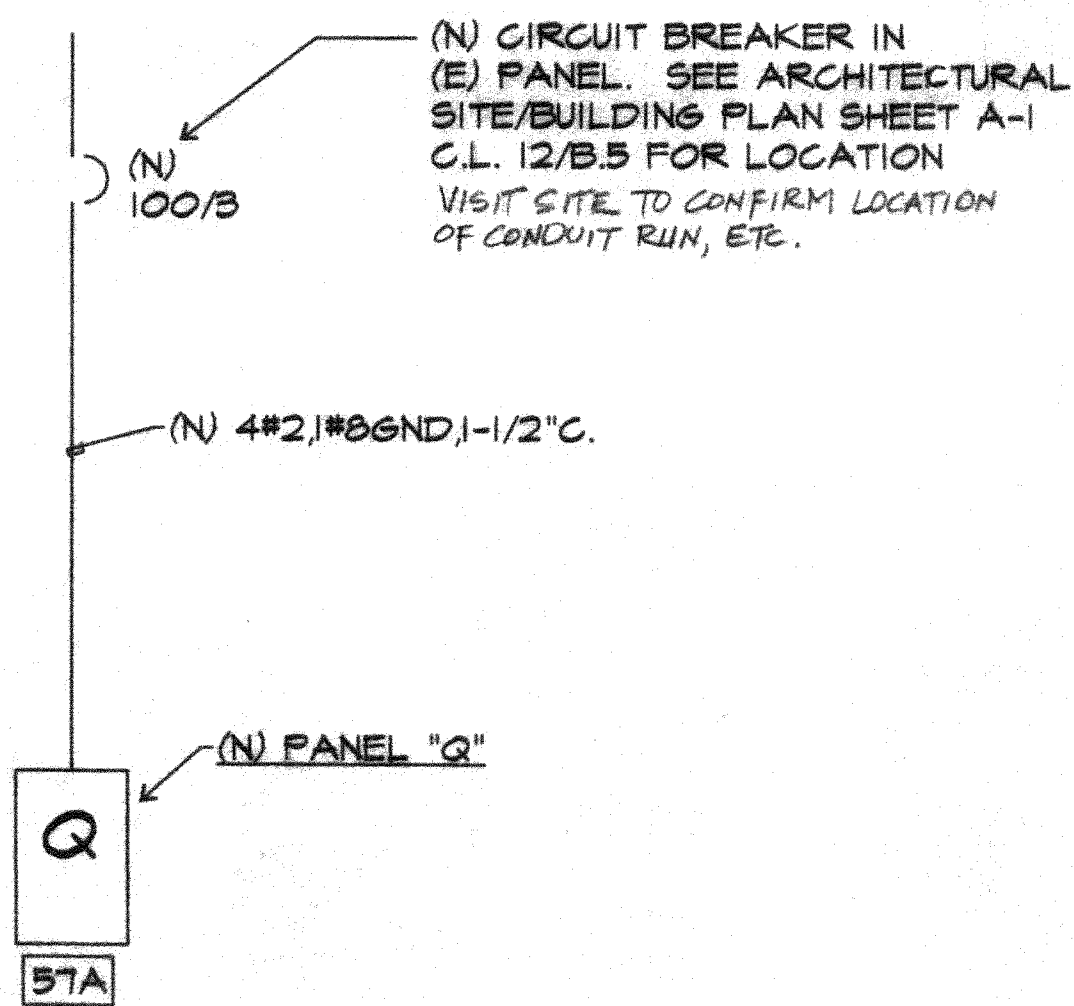 (N) CIRCUIT BREAKER IN
(E) PANEL. SEE ARCHITECTURAL
SITE/BUILDING PLAN SHEET A-1
C.L. 12/B.5 FOR LOCATION
VISIT SITE TO CONFIRM LOCATION
OF CONDUIT RUN, ETC.
(N)
100/3
(N) 4#2,1#8GND,1-1/2"C.
(N) PANEL "Q"
Q
57A